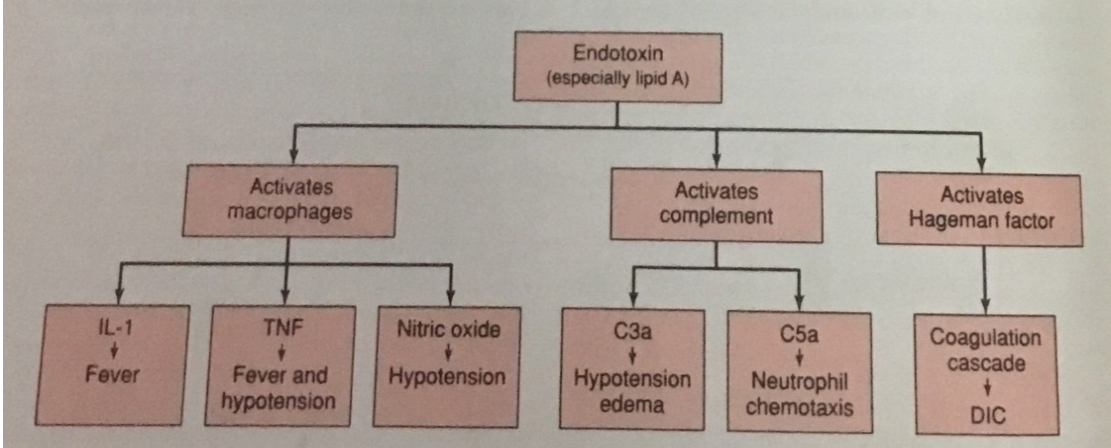 Endotoxin
(especially lipid A)
Activates
macrophages
Activates
complement
Activates
Hageman factor
IL-1
Fever
TNF
Fever and
hypotension
Nitric oxide
Hypotension
C3a
Hypotension
edema
C5a
Neutrophil
chemotaxis
Coagulation
cascade
DIC